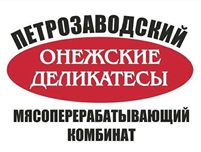 ПЕТРОЗАВОДСКИЙ
ОНЕЖСКИЕ
ДЕЛИКАТЕСЫ
МЯСОПЕРЕРАБАТЫВАЮЩИЙ
КОМБИНАТ